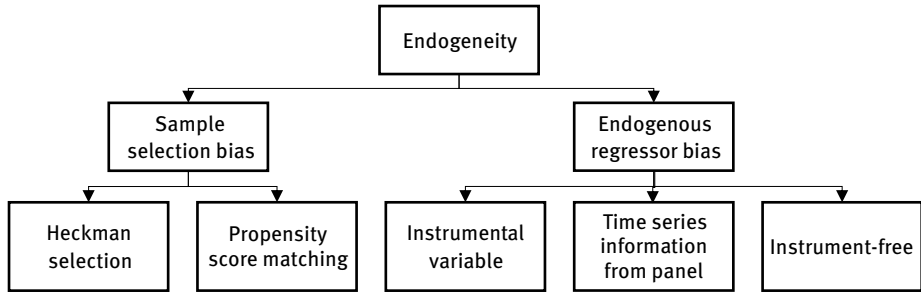 Endogeneity
Sample
selection bias
Endogenous
regressor bias
Heckman
selection
Propensity
score matching
Instrumental
variable
Time series
information
from panel
Instrument-free